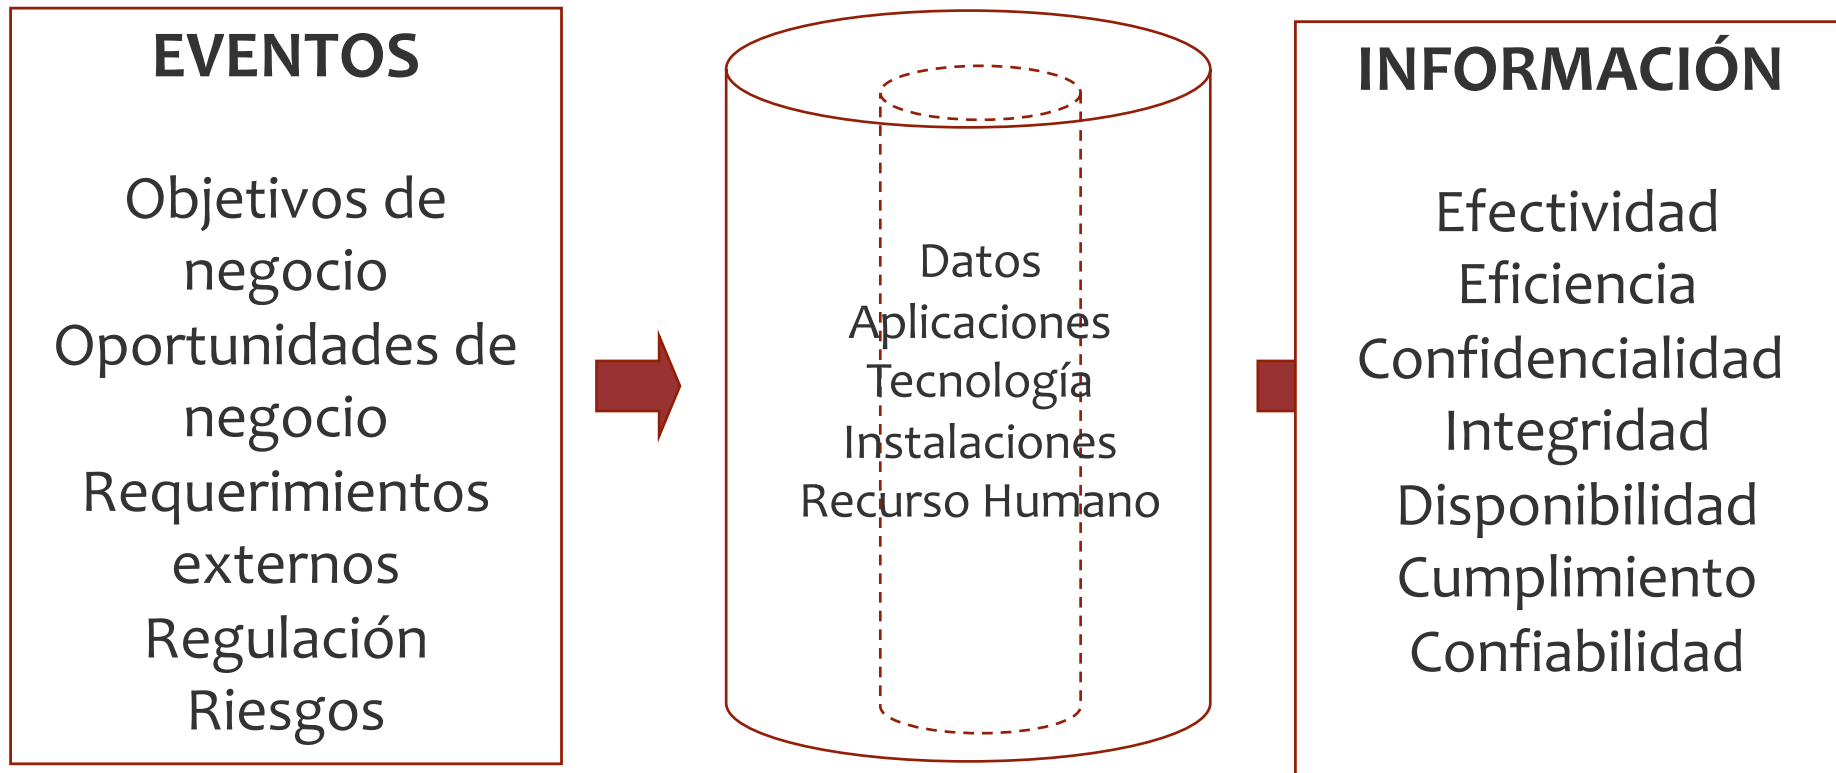 EVENTOS
Objetivos de
negocio
Oportunidades de
negocio
Requerimientos
externos
Regulación
Riesgos
Datos
Aplicaciones
Tecnología
Instalaciones
Recurso Humano
INFORMACIÓN
Efectividad
Eficiencia
Confidencialidad
Integridad
Disponibilidad
Cumplimiento
Confiabilidad